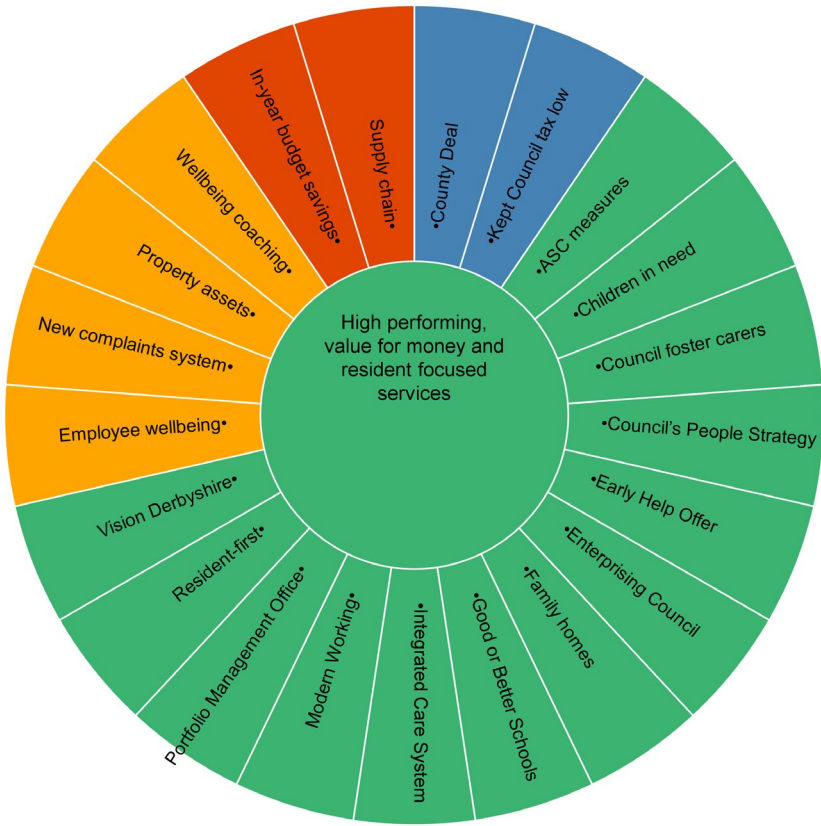 High performing,
value for money and
resident focused
services
•County Deal
•Kept Council tax low
•ASC measures
•Children in need
•Council foster carers
•Council’s People Strategy
•Early Help Offer
•Enterprising Council
•Family homes
•Good or Better Schools
•Integrated Care System
Modern Working•
Portfolio Management Office•
Resident-first•
Vision Derbyshire•
Employee wellbeing•
New complaints system•
Property assets•
Wellbeing coaching•
In-year budget savings•
Supply chain•